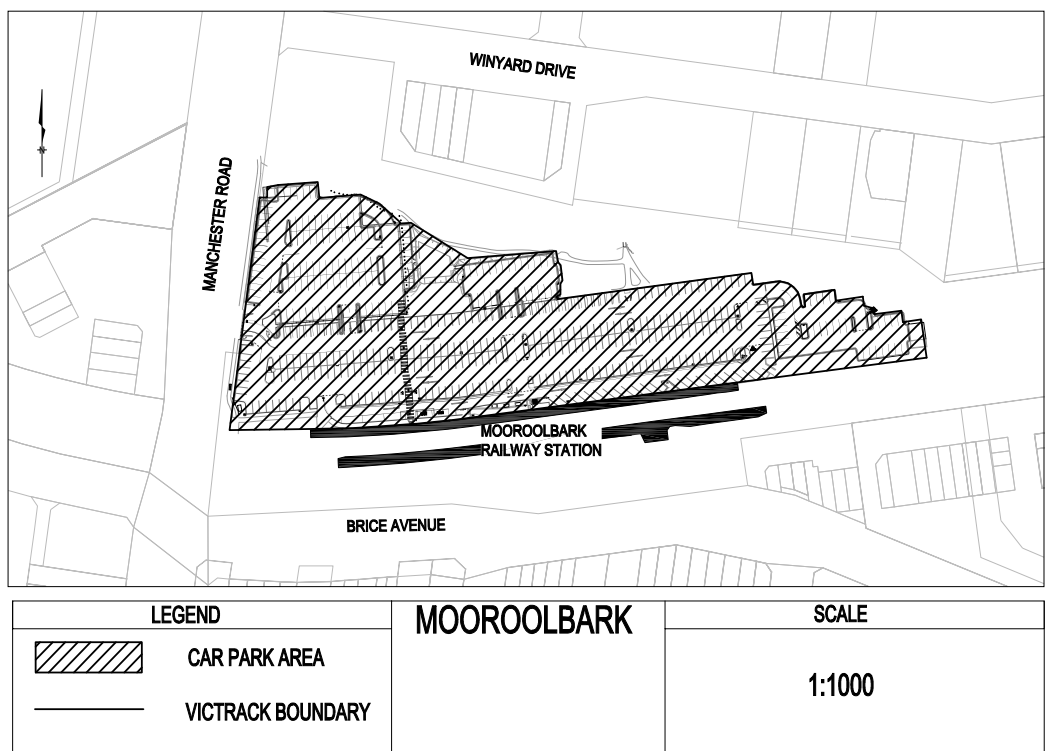 WINYARD DRIVE
MANCHESTER ROAD
MOOROOLBARK
RAILWAY STATION
BRICE AVENUE
LEGEND
CAR PARK AREA
VICTRACK BOUNDARY
MOOROOLBARK
SCALE
1:1000